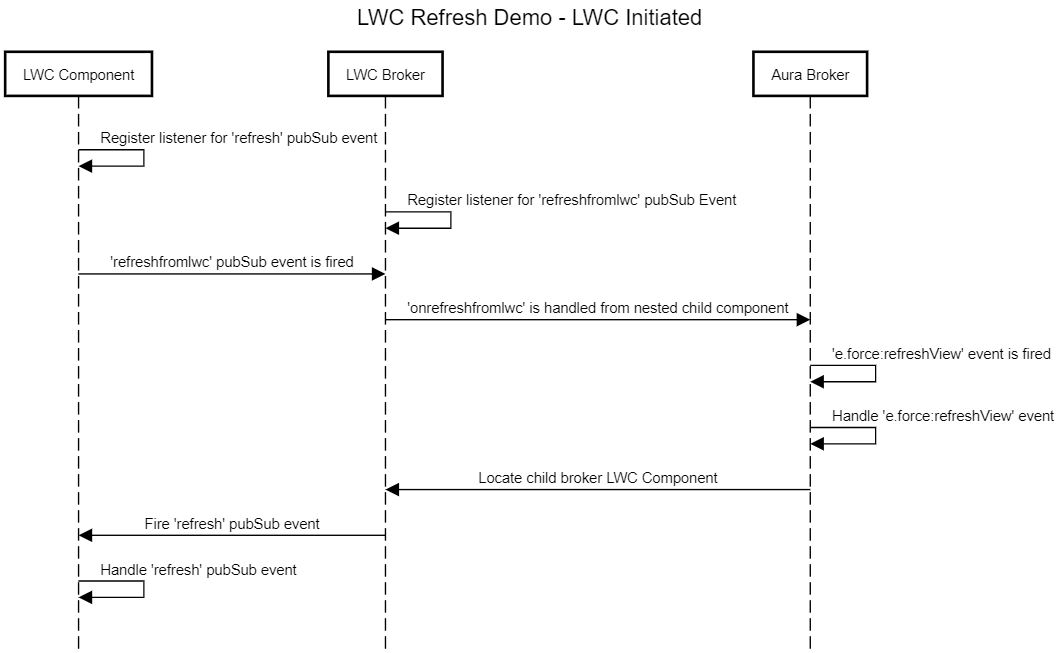 LWC Refresh Demo - LWC Initiated
LWC Component
LWC Broker
Aura Broker
Register listener for 'refresh' pubSub event
Register listener for 'refreshfromlwc' pubSub Event
'refreshfromlwc' pubSub event is fired
'onrefreshfromlwc' is handled from nested child component
'e.force:refreshView' event is fired
Handle 'e.force:refreshView' event
Locate child broker LWC Component
Fire 'refresh' pubSub event
Handle 'refresh' pubSub event